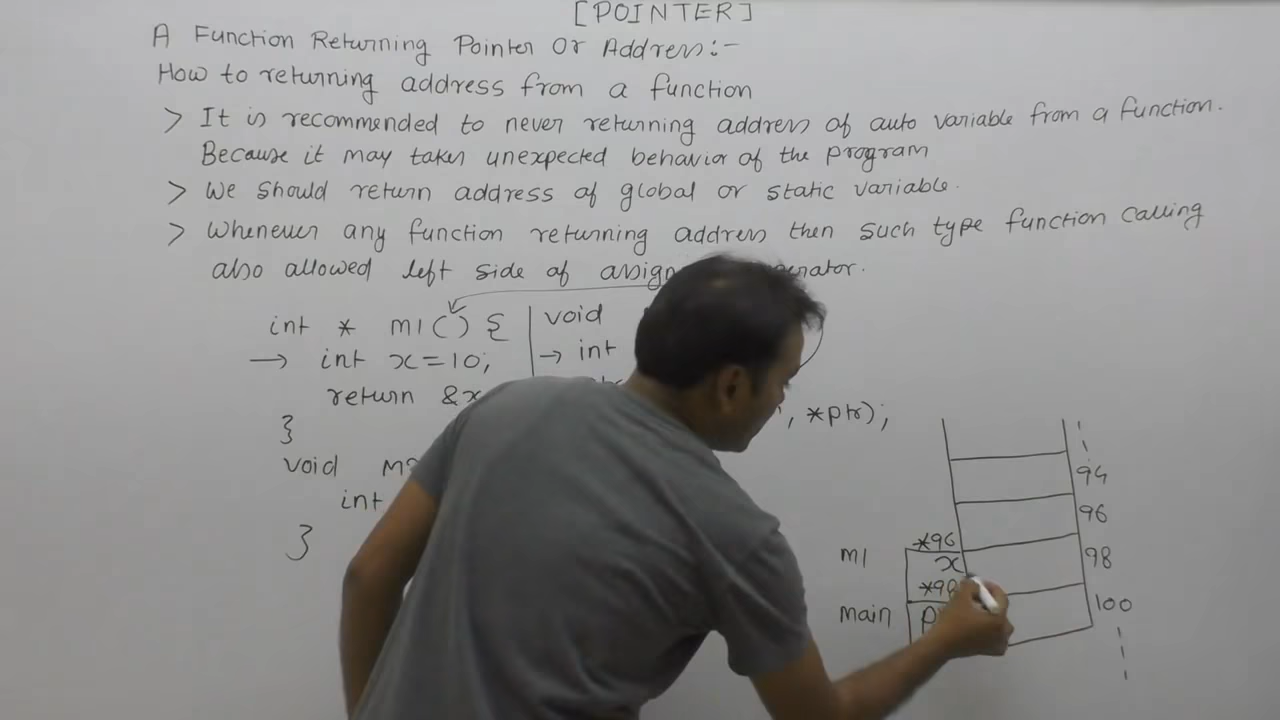 [POINTER]
A Function Returning Pointer Or Address:-
How to returning address from a function
> It is recommended to never returning address of auto variable from a function.
Because it may takes unexpected behavior of the program
> We should return address of global or static variable.
> Whenever any function returning address then such type function calling
also allowed left side of
int * m1() {
→ int x=10;
return &x
}
void
int
}
void
→ int
, *ptr);
94
96
98
100
*96
m1
x
main